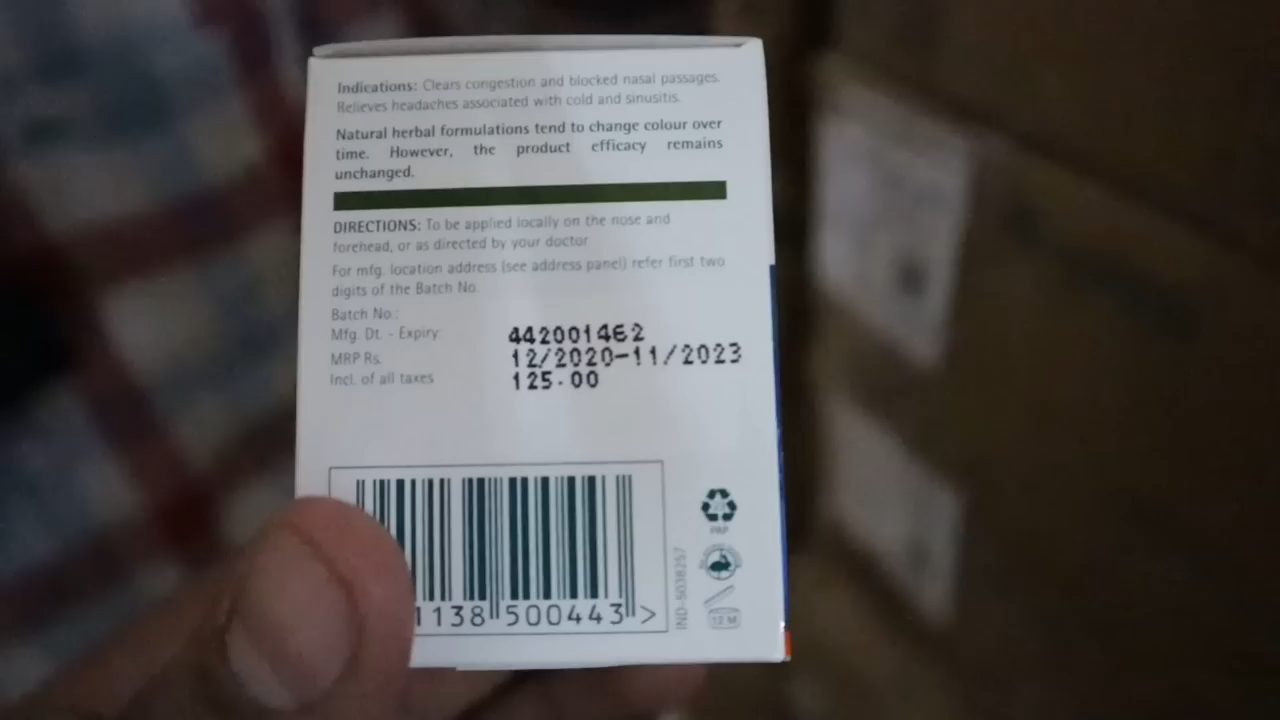 Indications: Clears congestion and blocked nasal passages.
Relieves headaches associated with cold and sinusitis.
Natural herbal formulations tend to change colour over
time. However, the product efficacy remains
unchanged.
DIRECTIONS: To be applied locally on the nose and
forehead, or as directed by your doctor
For mfg. location address (see address panel) refer first two
digits of the Batch No.
Batch No.:
Mfg. Dt. - Expiry: 442001462
MRP Rs. 12/2020-11/2023
Incl. of all taxes 125.00
1138 500443 >
PAP
IND-5038257
12 M